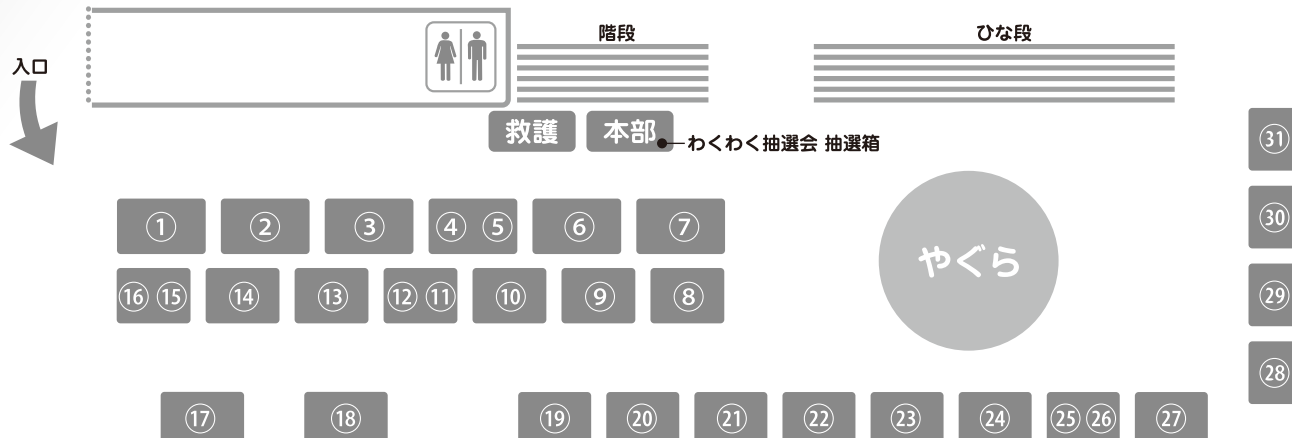 階段
ひな段
入口
救護
本部
わくわく抽選会 抽選箱
㉛
① ② ③ ④ ⑤ ⑥ ⑦
㉚
やぐら
⑯ ⑮ ⑭ ⑬ ⑫ ⑪ ⑩ ⑨ ⑧
㉙
㉘
⑰ ⑱ ⑲ ⑳ ㉑ ㉒ ㉓ ㉔ ㉕ ㉖ ㉗